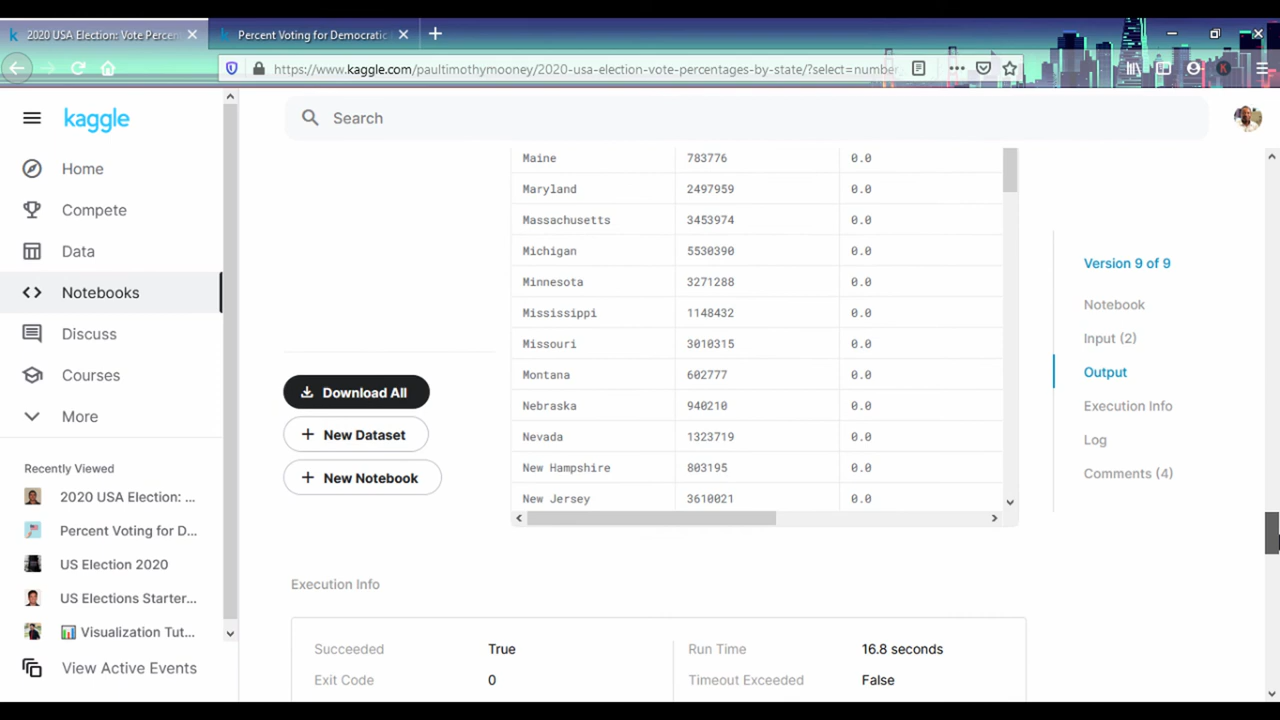 2020 USA Election: Vote Percen
Percent Voting for Democratic
https://www.kaggle.com/paultimothymooney/2020-usa-election-vote-percentages-by-state/?select=number_
K
kaggle
Search
Home
Compete
Data
Notebooks
Discuss
Courses
More
Recently Viewed
2020 USA Election: ...
Percent Voting for D...
US Election 2020
US Elections Starter...
Visualization Tut...
View Active Events
Download All
+ New Dataset
+ New Notebook
Maine 783776 0.0
Maryland 2497959 0.0
Massachusetts 3453974 0.0
Michigan 5530390 0.0
Minnesota 3271288 0.0
Mississippi 1148432 0.0
Missouri 3010315 0.0
Montana 602777 0.0
Nebraska 940210 0.0
Nevada 1323719 0.0
New Hampshire 803195 0.0
New Jersey 3610021 0.0
Version 9 of 9
Notebook
Input (2)
Output
Execution Info
Log
Comments (4)
Execution Info
Succeeded True Run Time 16.8 seconds
Exit Code 0 Timeout Exceeded False